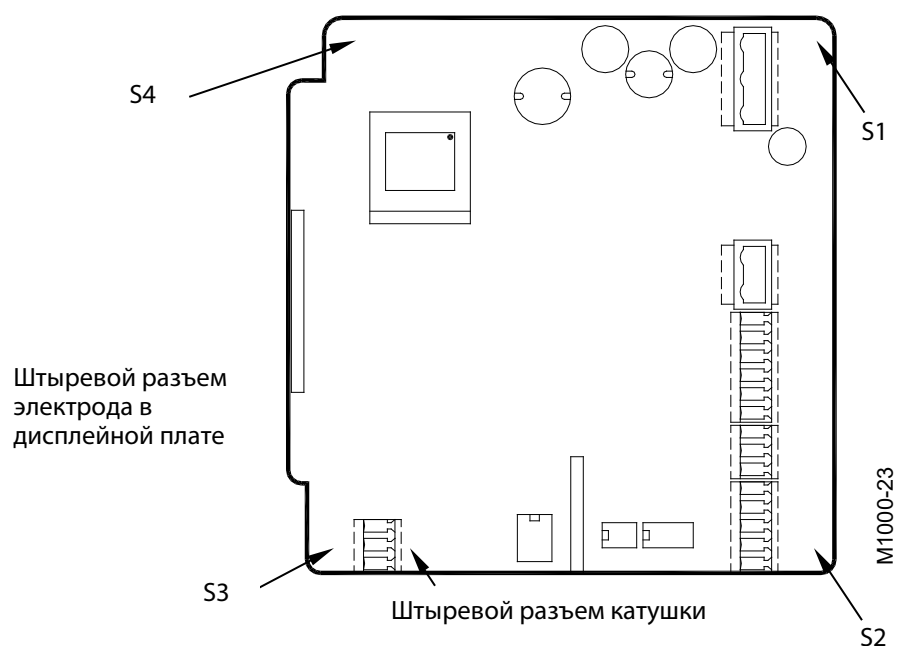 S4
S1
Штыревой разъем
электрода в
дисплейной плате
M1000-23
S3
Штыревой разъем катушки
S2